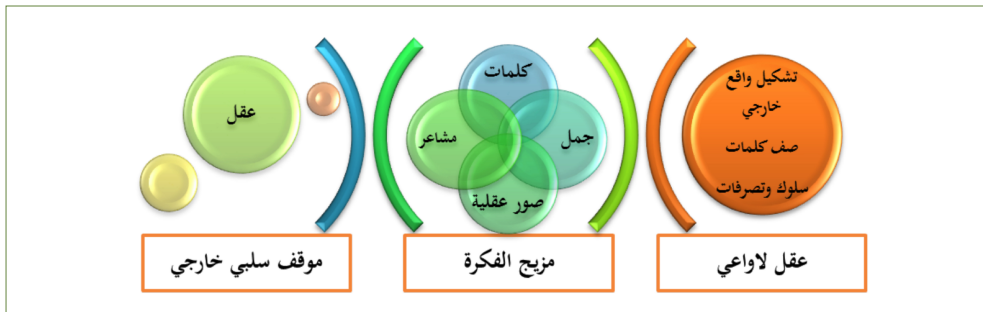 تشكيل واقع
خارجي
صف كلمات
سلوك وتصرفات
عقل لاواعي
كلمات
جمل
مشاعر
صور عقلية
مزيج الفكرة
عقل
موقف سلبي خارجي